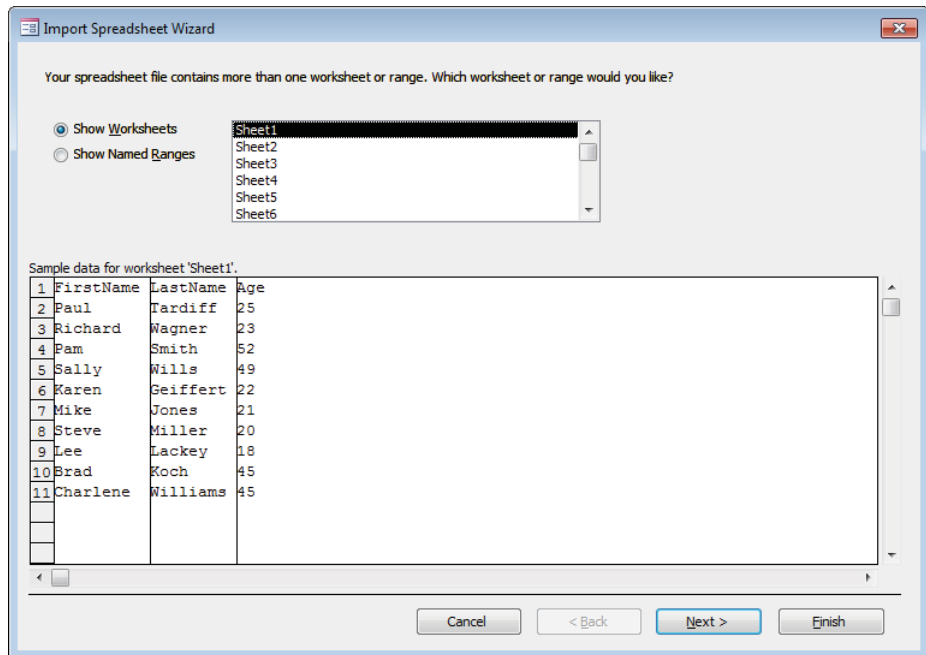 Import Spreadsheet Wizard
Your spreadsheet file contains more than one worksheet or range. Which worksheet or range would you like?
Show Worksheets
Show Named Ranges
Sheet1
Sheet2
Sheet3
Sheet4
Sheet5
Sheet6
Sample data for worksheet 'Sheet1'.
1 FirstName LastName Age
2 Paul Tardiff 25
3 Richard Wagner 23
4 Pam Smith 52
5 Sally Wills 49
6 Karen Geiffert 22
7 Mike Jones 21
8 Steve Miller 20
9 Lee Lackey 18
10 Brad Koch 45
11 Charlene Williams 45
Cancel < Back Next > Finish